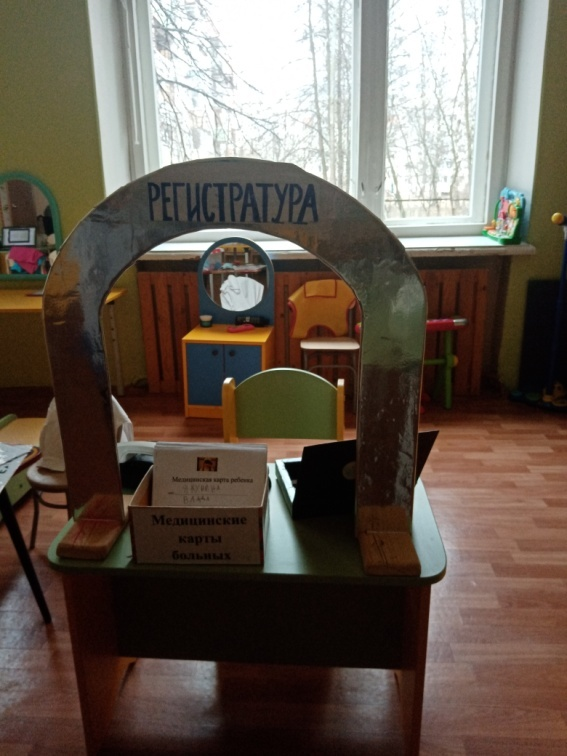 РЕГИСТРАТУРА
Медицинская карта ребенка
Медицинские
карты
больных